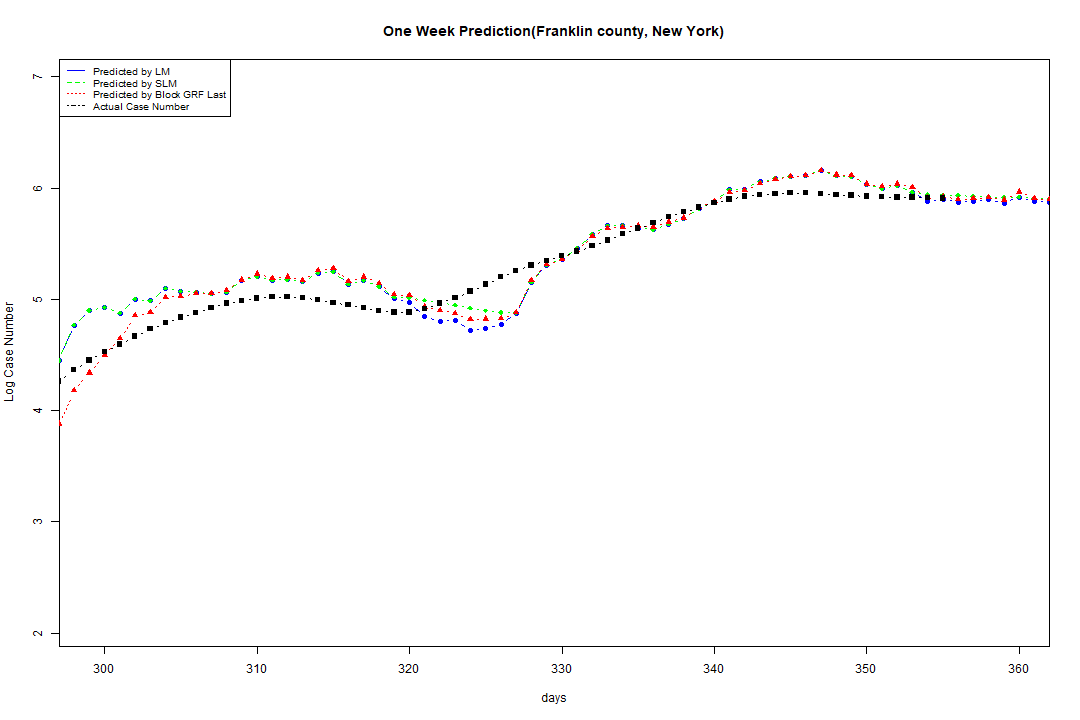 One Week Prediction(Franklin county, New York)
Predicted by LM
Predicted by SLM
Predicted by Block GRF Last
Actual Case Number
7
6
5
4
3
2
Log Case Number
300 310 320 330 340 350 360
days